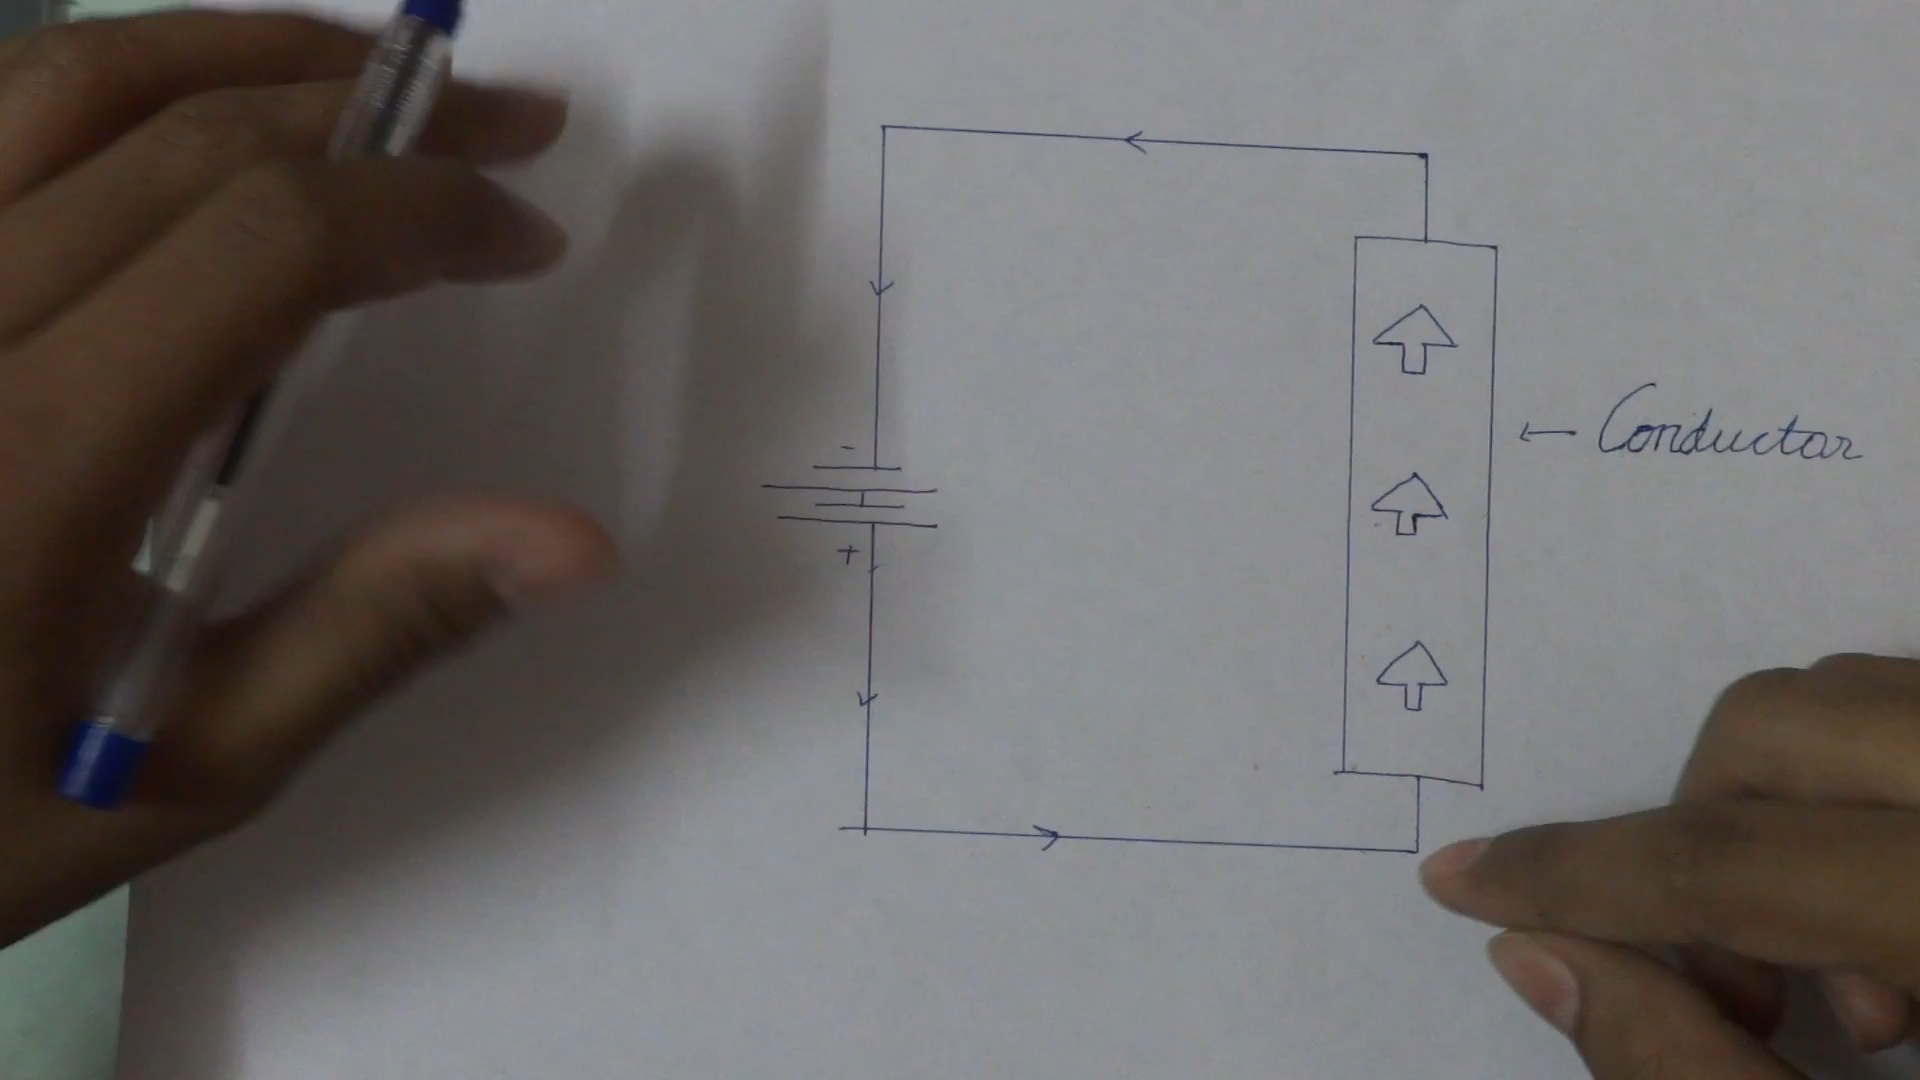 -
+
← Conductor